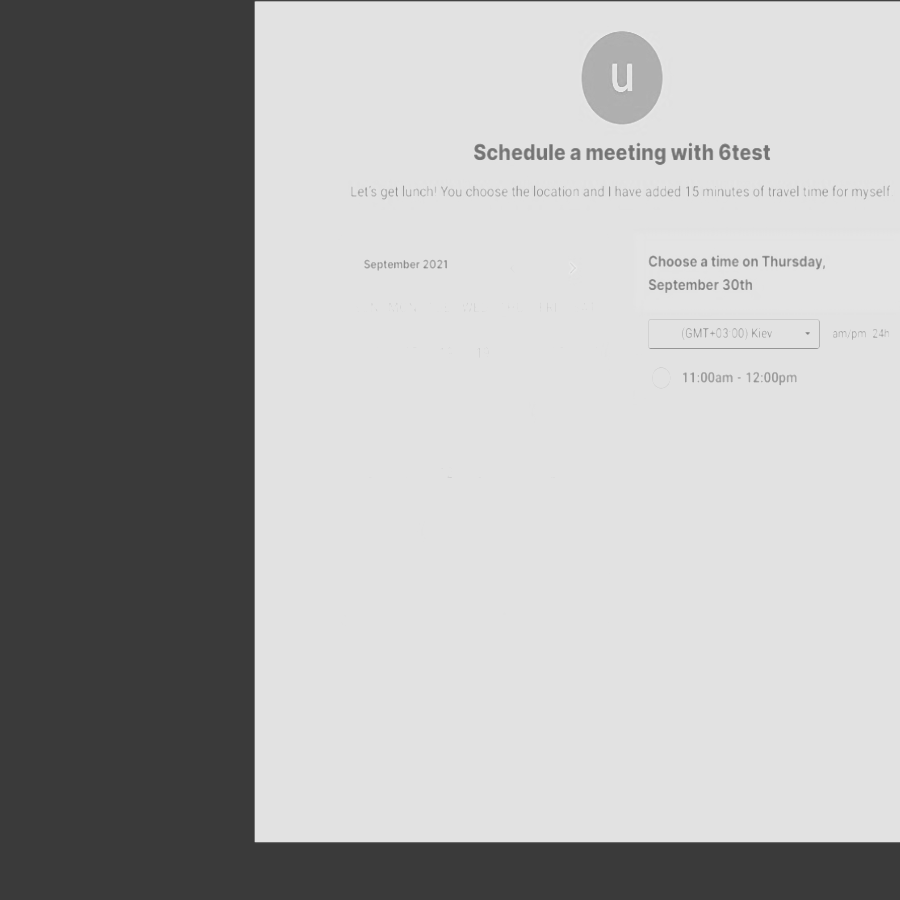 u
Schedule a meeting with 6test
Let's get lunch! You choose the location and I have added 15 minutes of travel time for myself
September 2021
Choose a time on Thursday,
September 30th
(GMT+03:00) Kiev
am/pm 24h
11:00am - 12:00pm